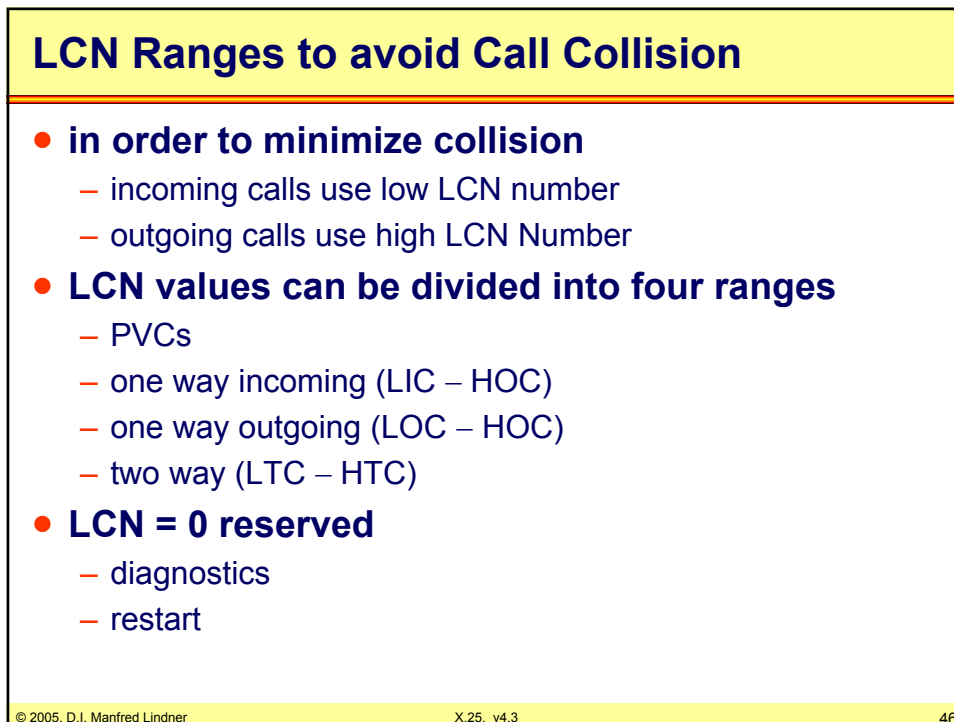 LCN Ranges to avoid Call Collision
• in order to minimize collision
– incoming calls use low LCN number
– outgoing calls use high LCN Number
• LCN values can be divided into four ranges
– PVCs
– one way incoming (LIC – HOC)
– one way outgoing (LOC – HOC)
– two way (LTC – HTC)
• LCN = 0 reserved
– diagnostics
– restart
© 2005, D.I. Manfred Lindner X.25, v4.3 46